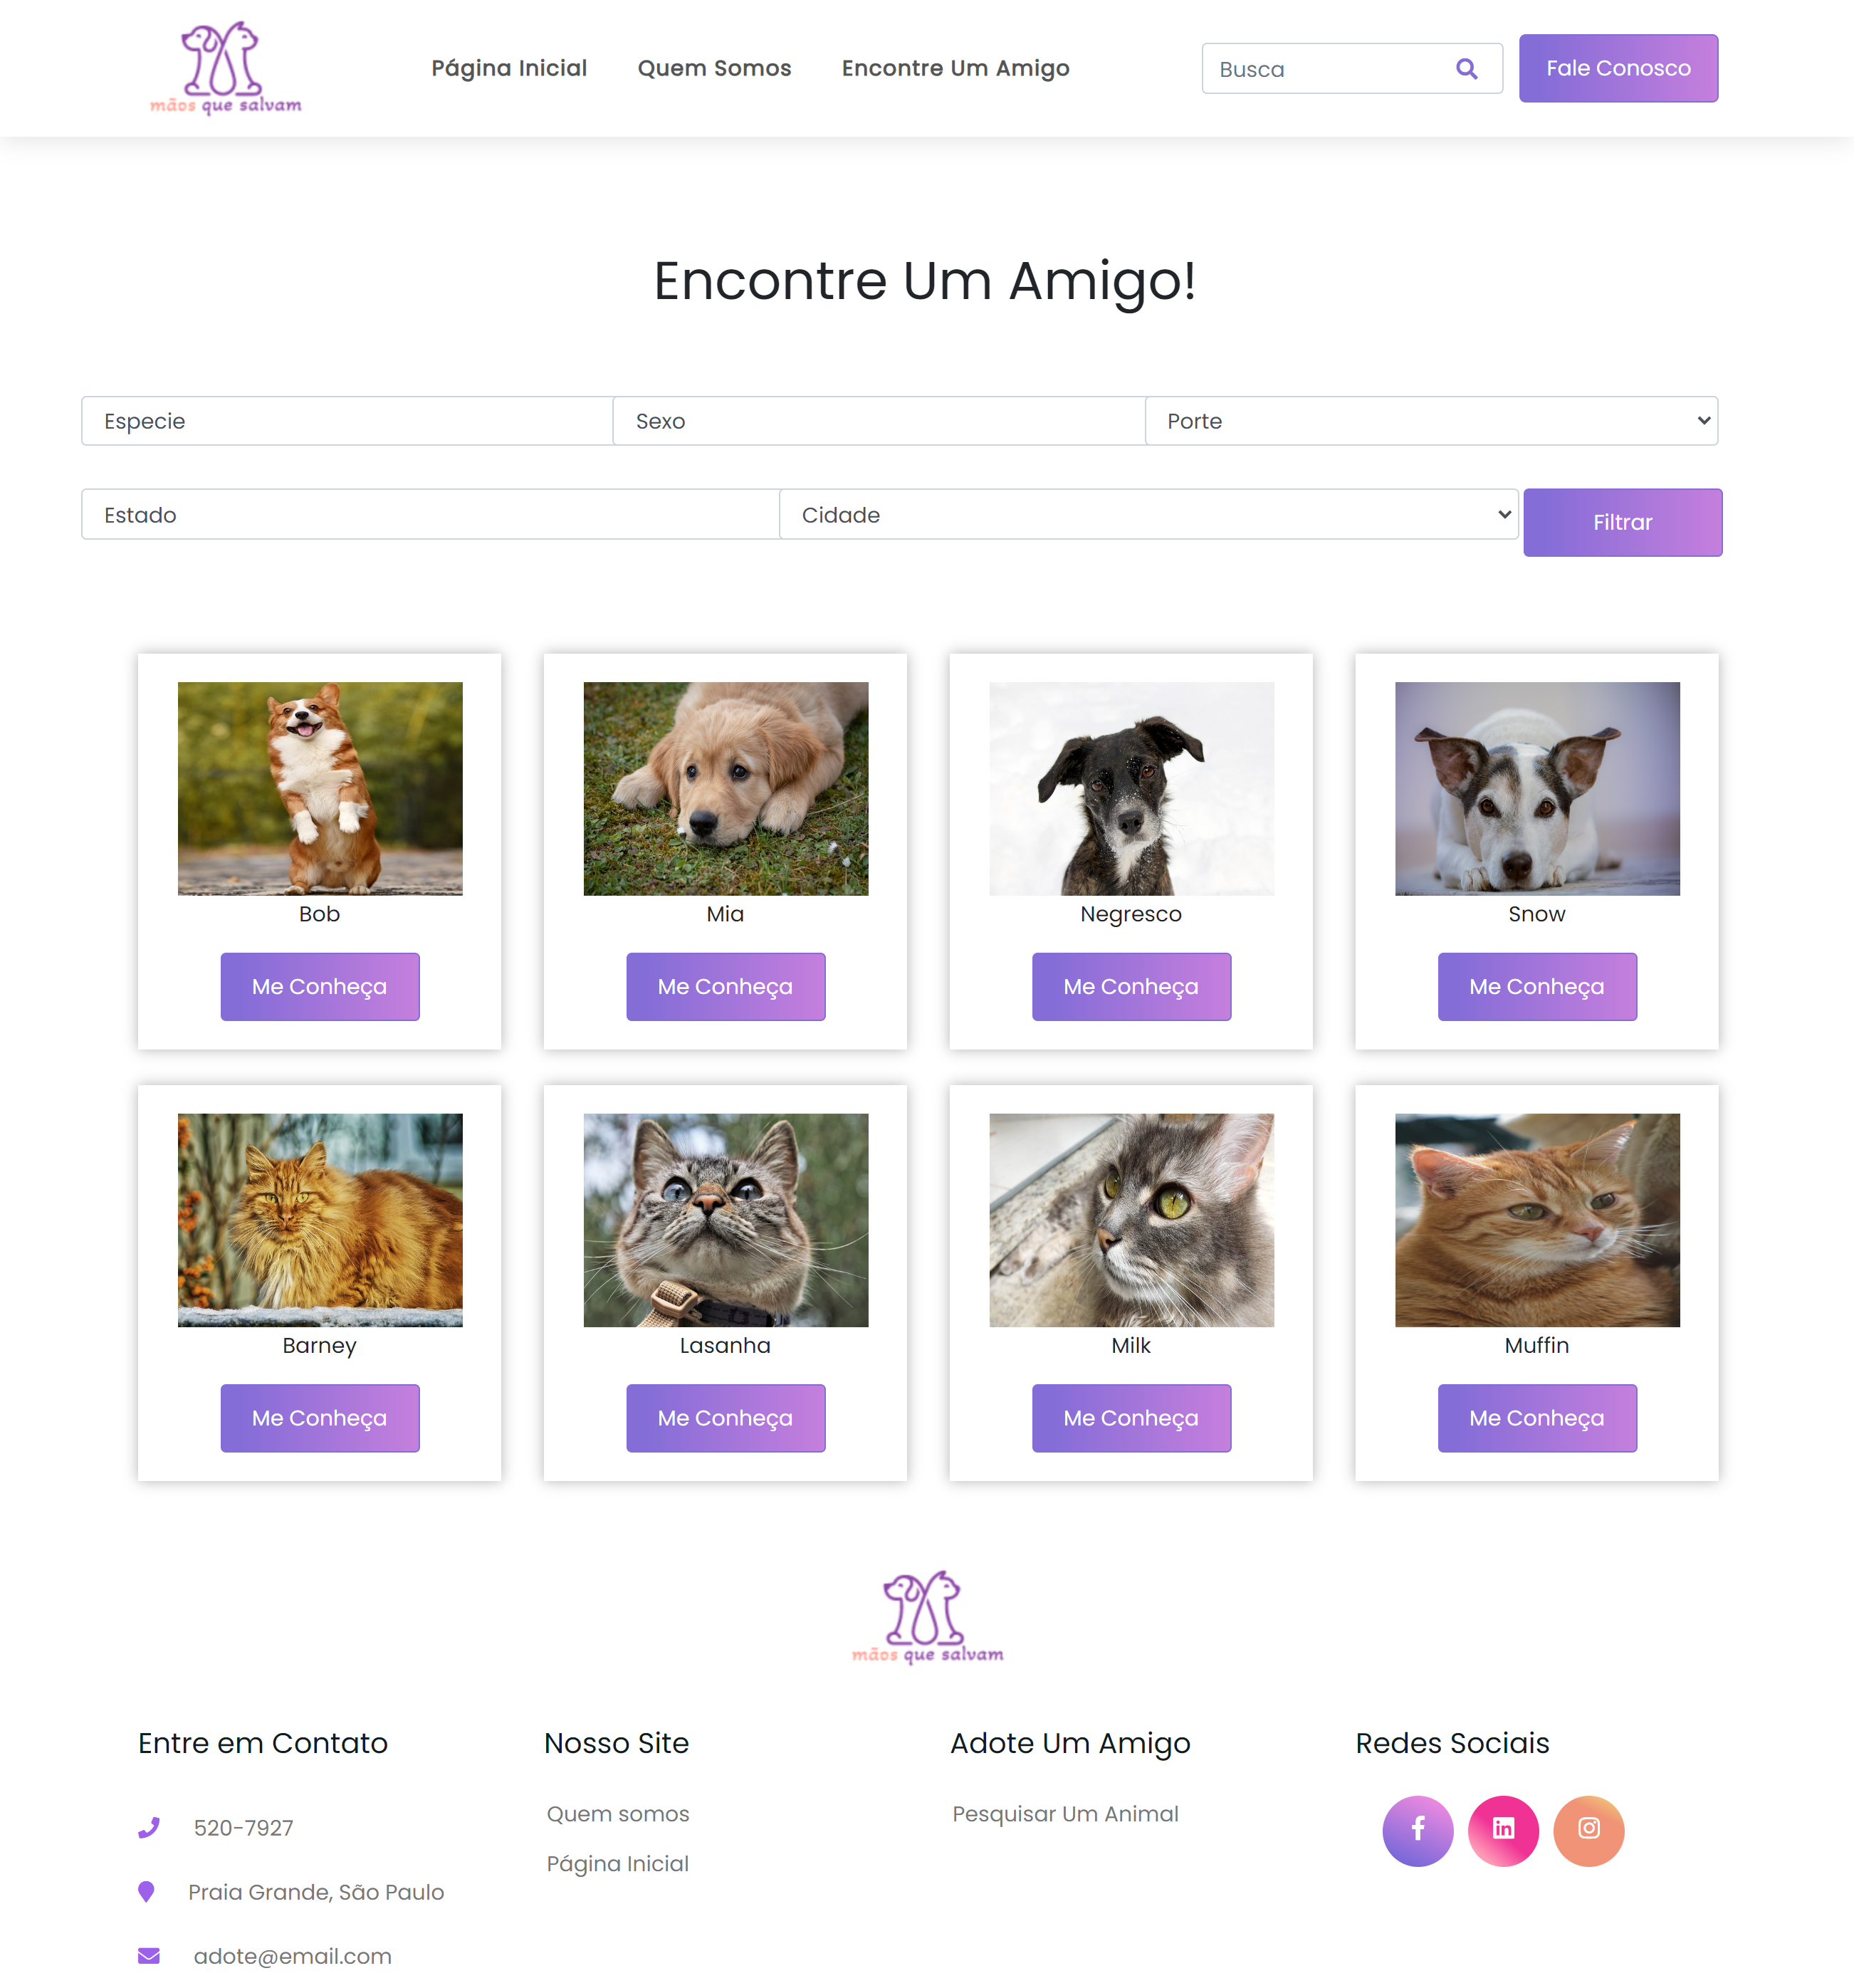 mãos que salvam
Página Inicial
Quem Somos
Encontre Um Amigo
Busca
Fale Conosco
Encontre Um Amigo!
Especie
Sexo
Porte
Estado
Cidade
Filtrar
Bob
Mia
Negresco
Snow
Me Conheça
Me Conheça
Me Conheça
Me Conheça
Barney
Lasanha
Milk
Muffin
Me Conheça
Me Conheça
Me Conheça
Me Conheça
mãos que salvam
Entre em Contato
520-7927
Praia Grande, São Paulo
adote@email.com
Nosso Site
Quem somos
Página Inicial
Adote Um Amigo
Pesquisar Um Animal
Redes Sociais